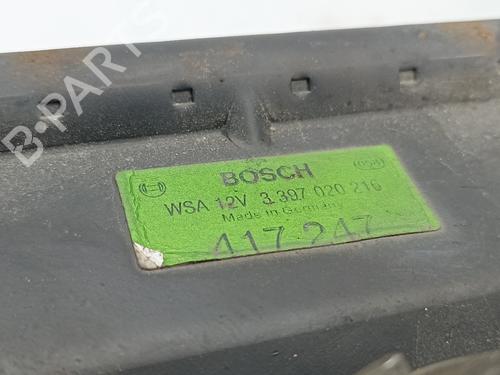 B-PARTS
BOSCH
WSA 12V 3 397 020 216
Made in Germany
417 247